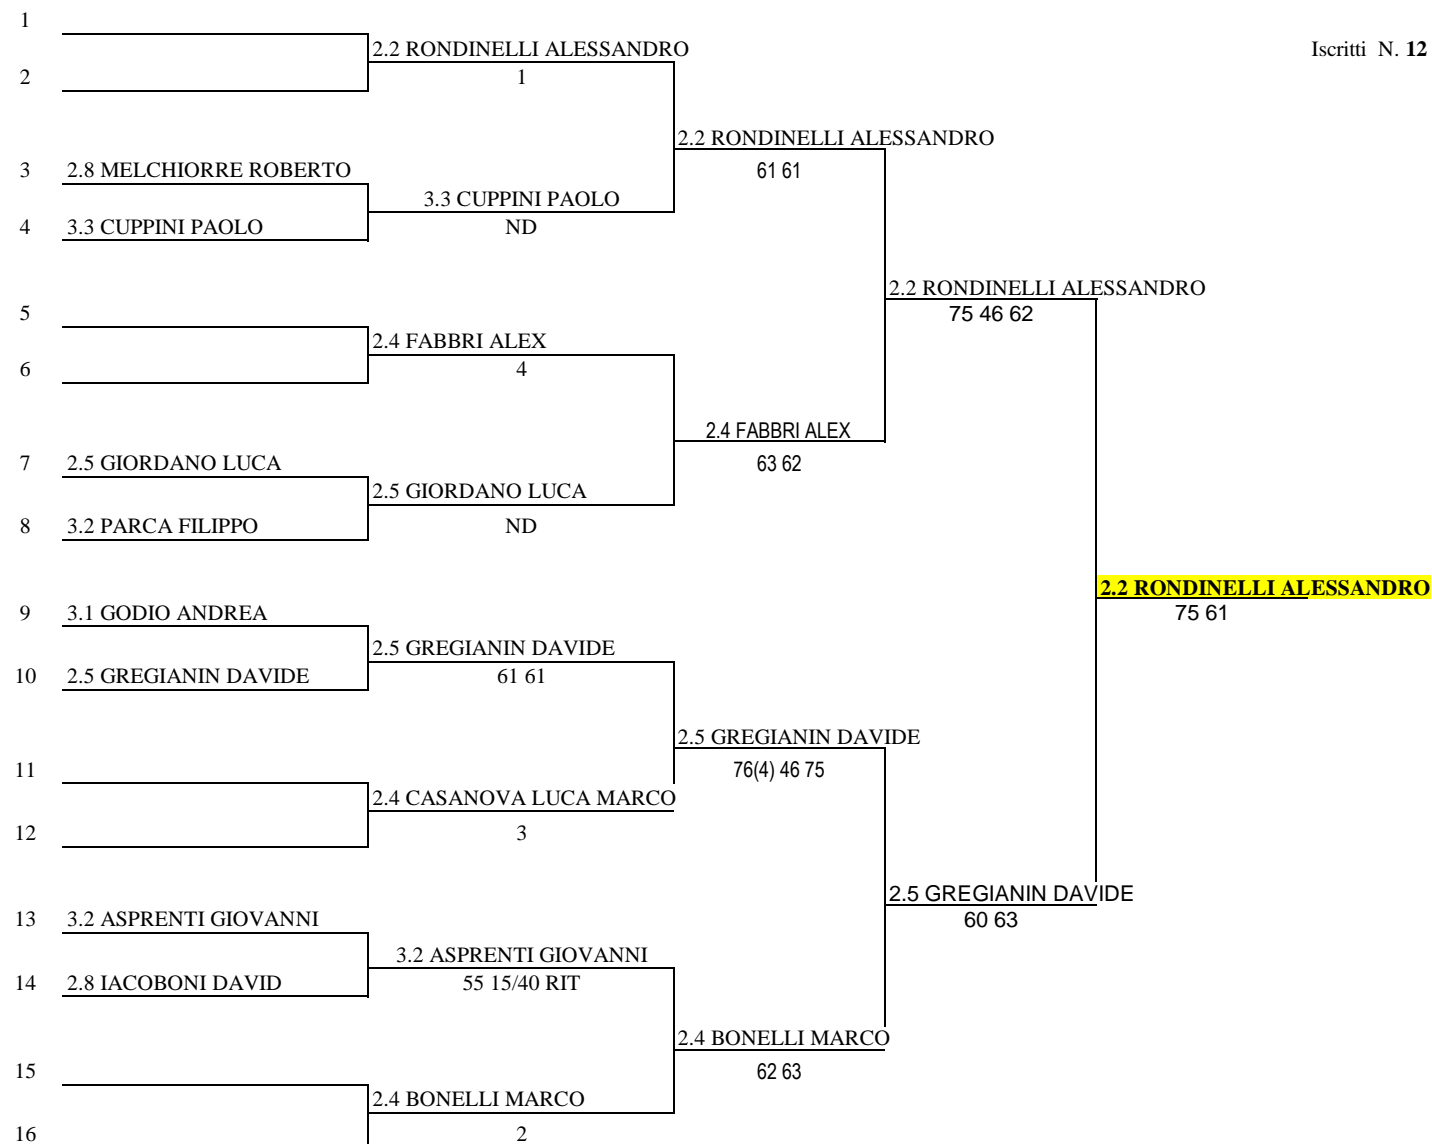 1
2.2 RONDINELLI ALESSANDRO
Iscritti N. 12
2
1
2.2 RONDINELLI ALESSANDRO
3
2.8 MELCHIORRE ROBERTO
61 61
3.3 CUPPINI PAOLO
4
3.3 CUPPINI PAOLO
ND
2.2 RONDINELLI ALESSANDRO
5
75 46 62
2.4 FABBRI ALEX
6
4
2.4 FABBRI ALEX
7
2.5 GIORDANO LUCA
63 62
2.5 GIORDANO LUCA
8
3.2 PARCA FILIPPO
ND
2.2 RONDINELLI ALESSANDRO
9
3.1 GODIO ANDREA
75 61
2.5 GREGIANIN DAVIDE
10
2.5 GREGIANIN DAVIDE
61 61
2.5 GREGIANIN DAVIDE
11
76(4) 46 75
2.4 CASANOVA LUCA MARCO
12
3
2.5 GREGIANIN DAVIDE
13
3.2 ASPRENTI GIOVANNI
60 63
3.2 ASPRENTI GIOVANNI
14
2.8 IACOBONI DAVID
55 15/40 RIT
2.4 BONELLI MARCO
15
62 63
2.4 BONELLI MARCO
16
2